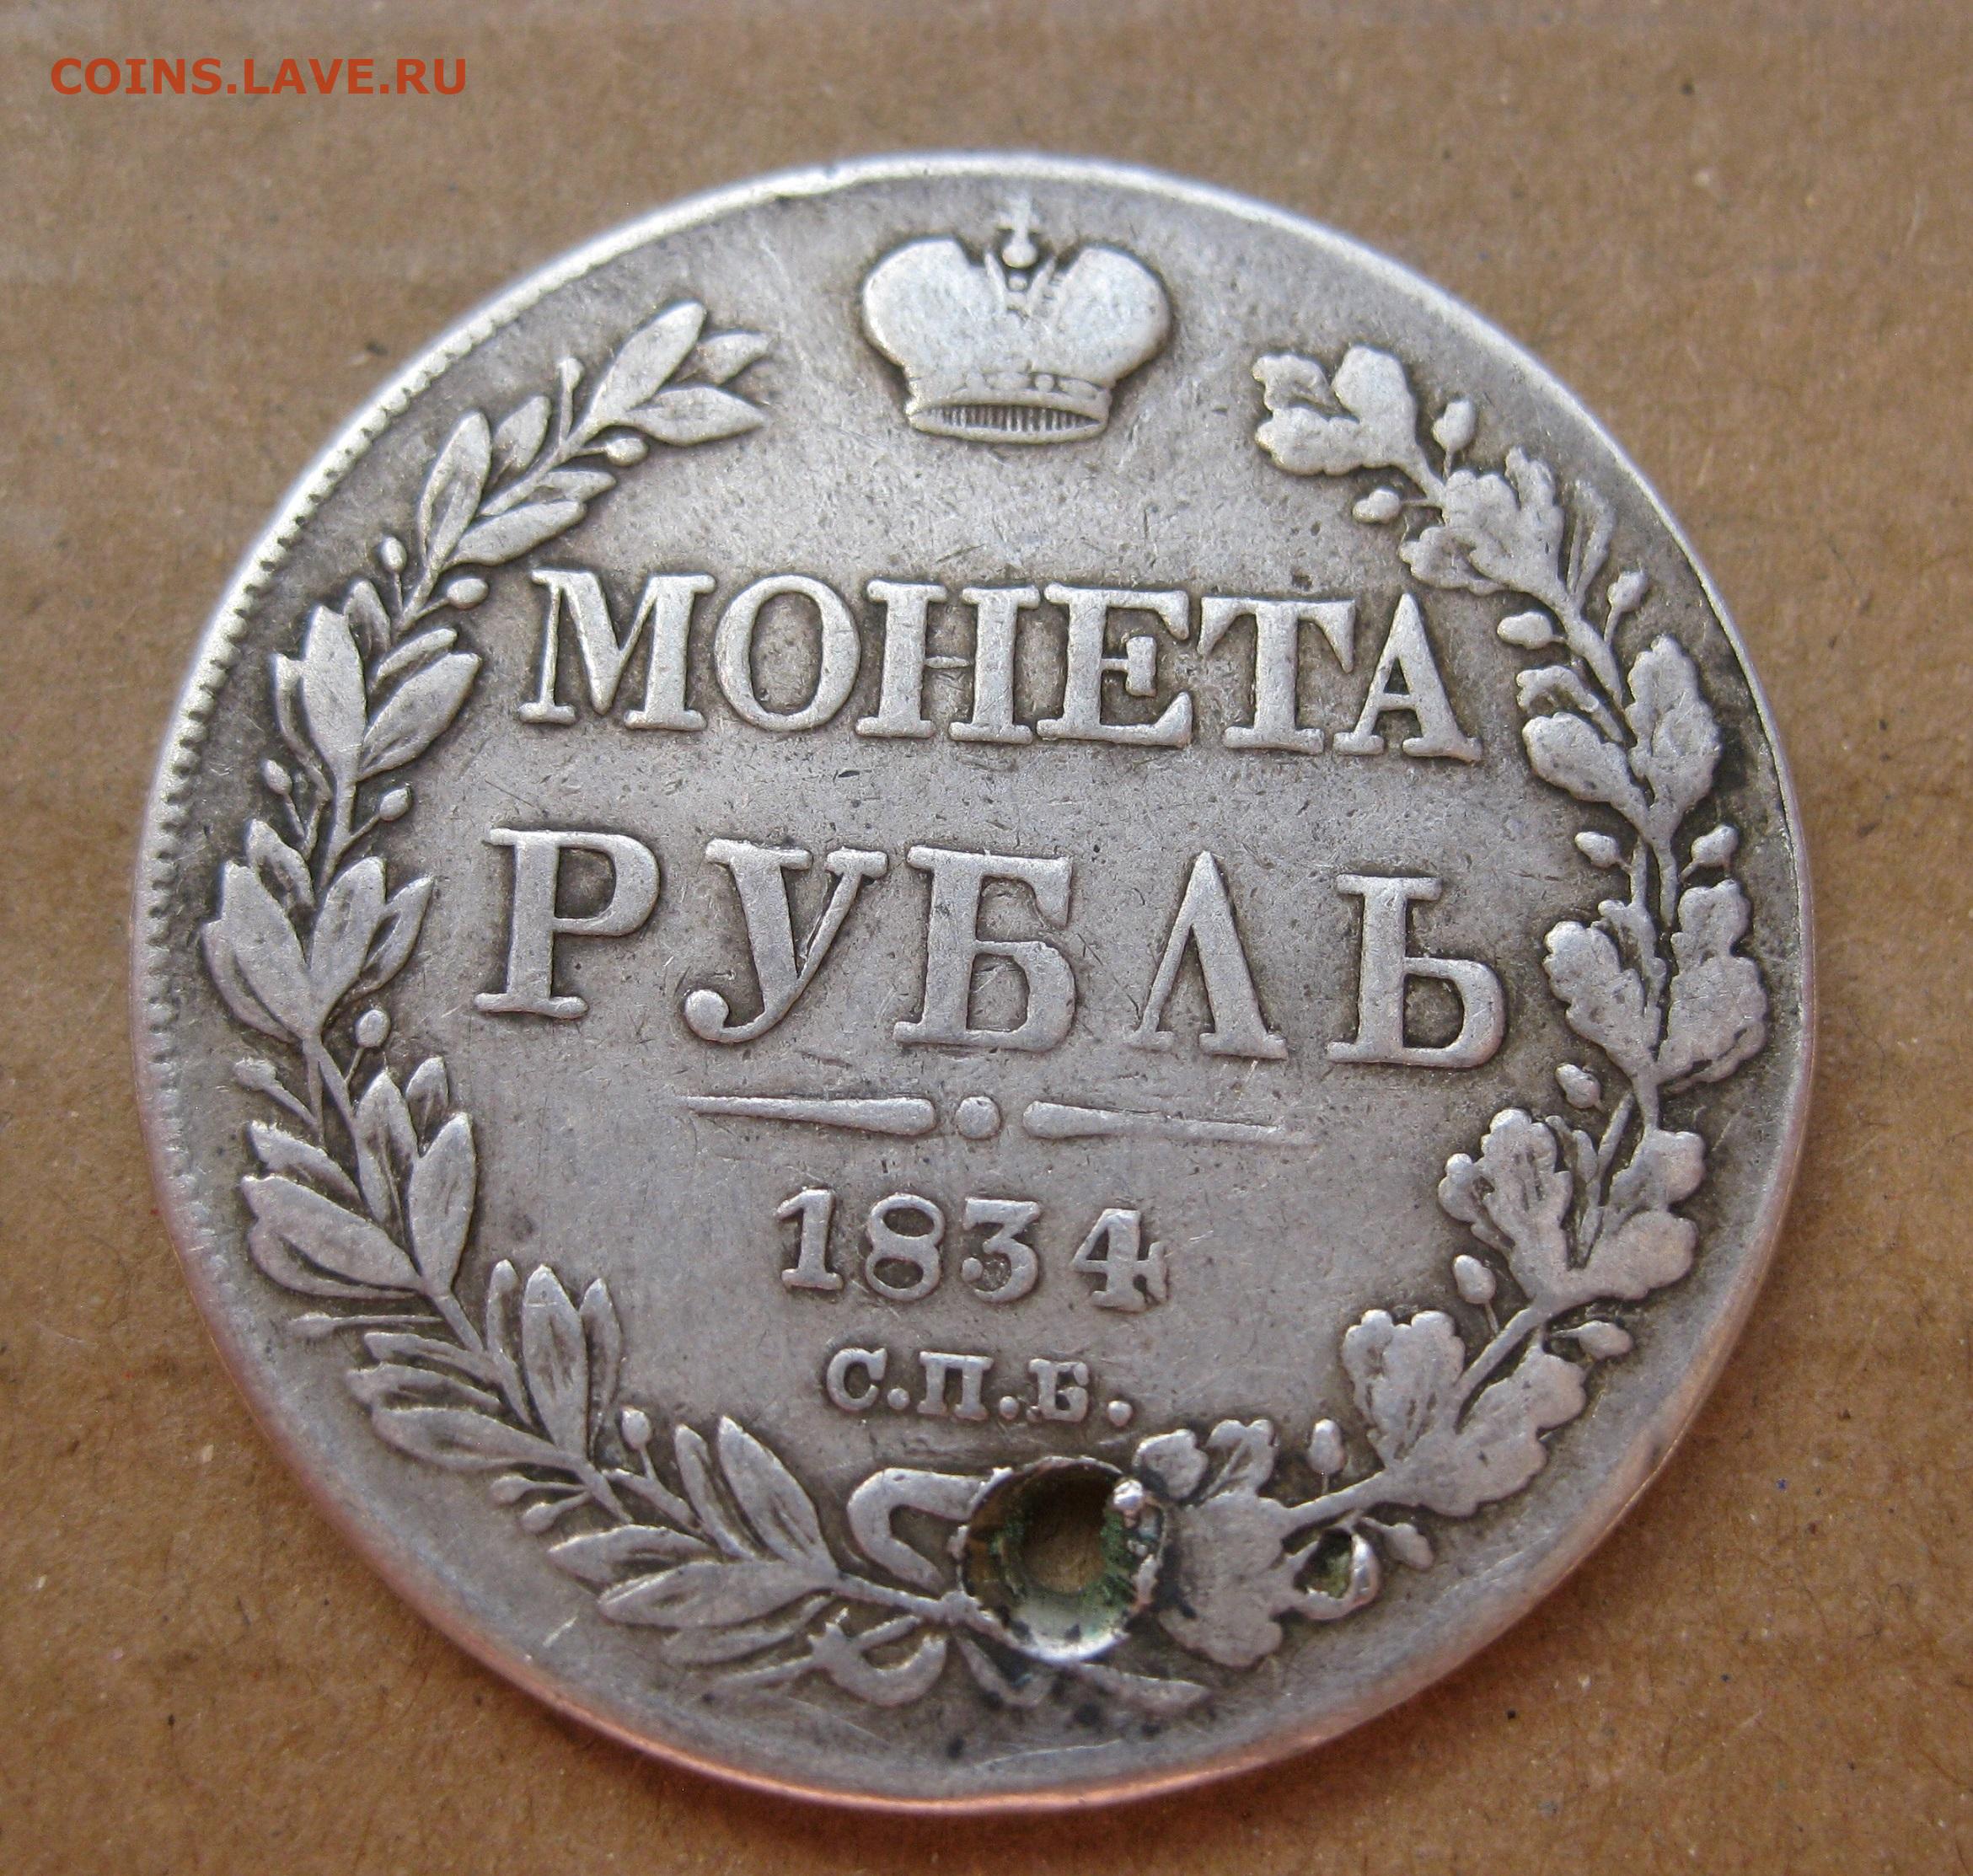 COINS.LAVE.RU
МОНЕТА
РУБЛЬ
1834
С.П.Б.